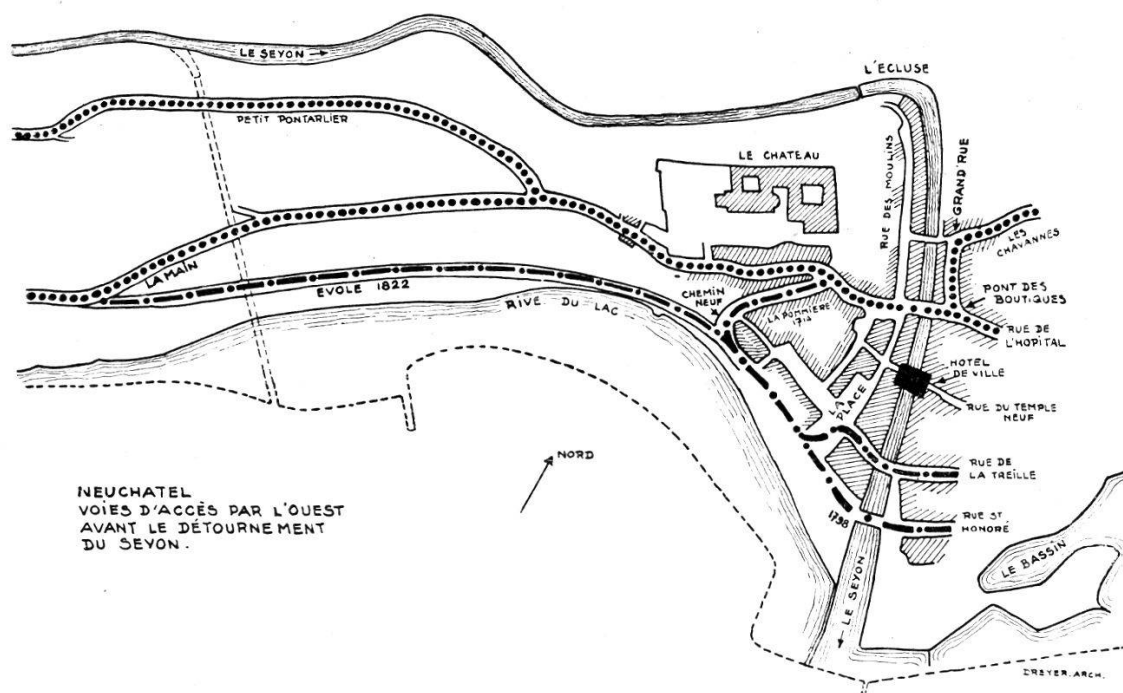 LE SEYON →
L'ECLUSE
PETIT PONTARLIER
LE CHATEAU
RUE DES MOULINS
GRAND'RUE
LES CHAVANNES
LA MAIN
EVOLE 1822
RIVE DU LAC
CHEMIN NEUF
LA POMMIERE
1714
PONT DES
BOUTIQUES
RUE DE
L'HOPITAL
HOTEL
DE VILLE
LA PLACE
RUE DU TEMPLE
NEUF
NORD
RUE DE
LA TREILLE
NEUCHATEL
VOIES D'ACCÈS PAR L'OUEST
AVANT LE DÉTOURNEMENT
DU SEYON.
1798
RUE ST
HONORÉ
LE BASSIN
← LE SEYON
DREYER. ARCH.